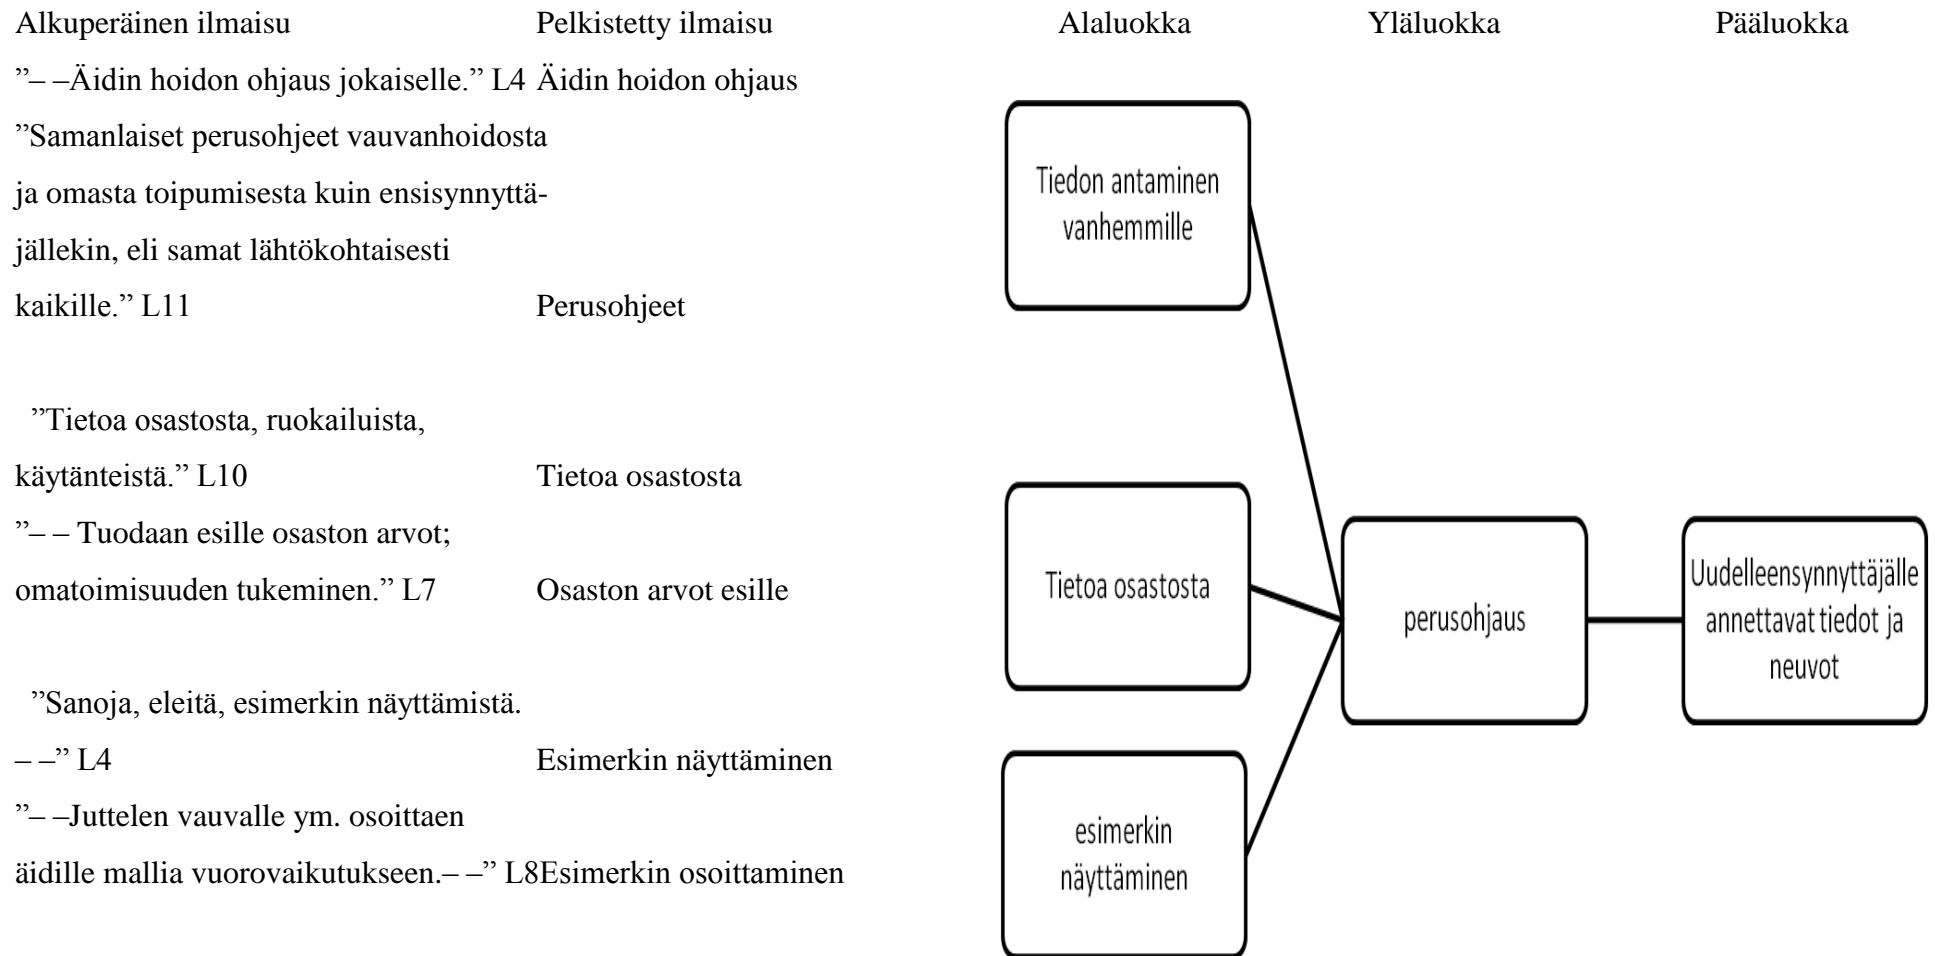 Alkuperäinen ilmaisu Pelkistetty ilmaisu Alaluokka Yläluokka Pääluokka
”– –Äidin hoidon ohjaus jokaiselle.” L4 Äidin hoidon ohjaus
”Samanlaiset perusohjeet vauvanhoidosta
ja omasta toipumisesta kuin ensisynnyttä-
jällekin, eli samat lähtökohtaisesti
kaikille.” L11 Perusohjeet
”Tietoa osastosta, ruokailuista,
käytänteistä.” L10 Tietoa osastosta
”– – Tuodaan esille osaston arvot;
omatoimisuuden tukeminen.” L7 Osaston arvot esille
”Sanoja, eleitä, esimerkin näyttämistä.
– –” L4 Esimerkin näyttäminen
”– –Juttelen vauvalle ym. osoittaen
äidille mallia vuorovaikutukseen.– –” L8Esimerkin osoittaminen
Tiedon antaminen
vanhemmille
Tietoa osastosta
esimerkin
näyttäminen
perusohjaus
Uudelleensynnyttäjälle
annettavat tiedot ja
neuvot